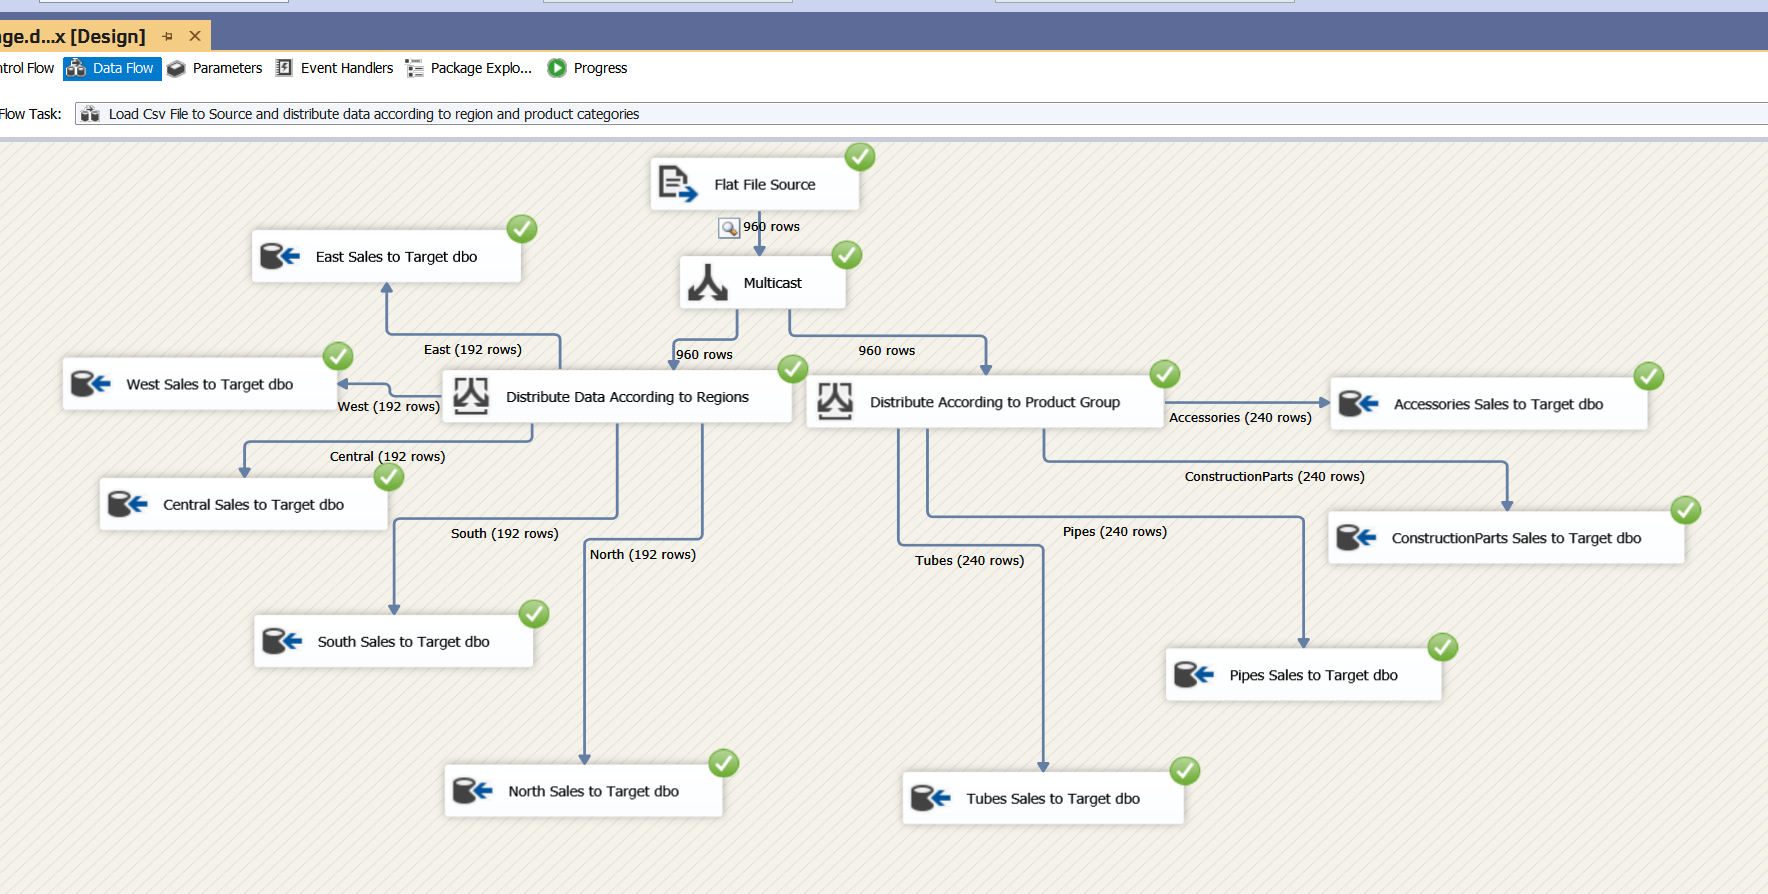 ge.d...x [Design]
ntrol Flow
Data Flow
Parameters
Event Handlers
Package Explo...
Progress
Flow Task:
Load Csv File to Source and distribute data according to region and product categories
Flat File Source
960 rows
East Sales to Target dbo
Multicast
East (192 rows)
960 rows
960 rows
West Sales to Target dbo
West (192 rows)
Distribute Data According to Regions
Distribute According to Product Group
Accessories (240 rows)
Accessories Sales to Target dbo
Central (192 rows)
ConstructionParts (240 rows)
Central Sales to Target dbo
South (192 rows)
Pipes (240 rows)
ConstructionParts Sales to Target dbo
North (192 rows)
Tubes (240 rows)
South Sales to Target dbo
Pipes Sales to Target dbo
North Sales to Target dbo
Tubes Sales to Target dbo